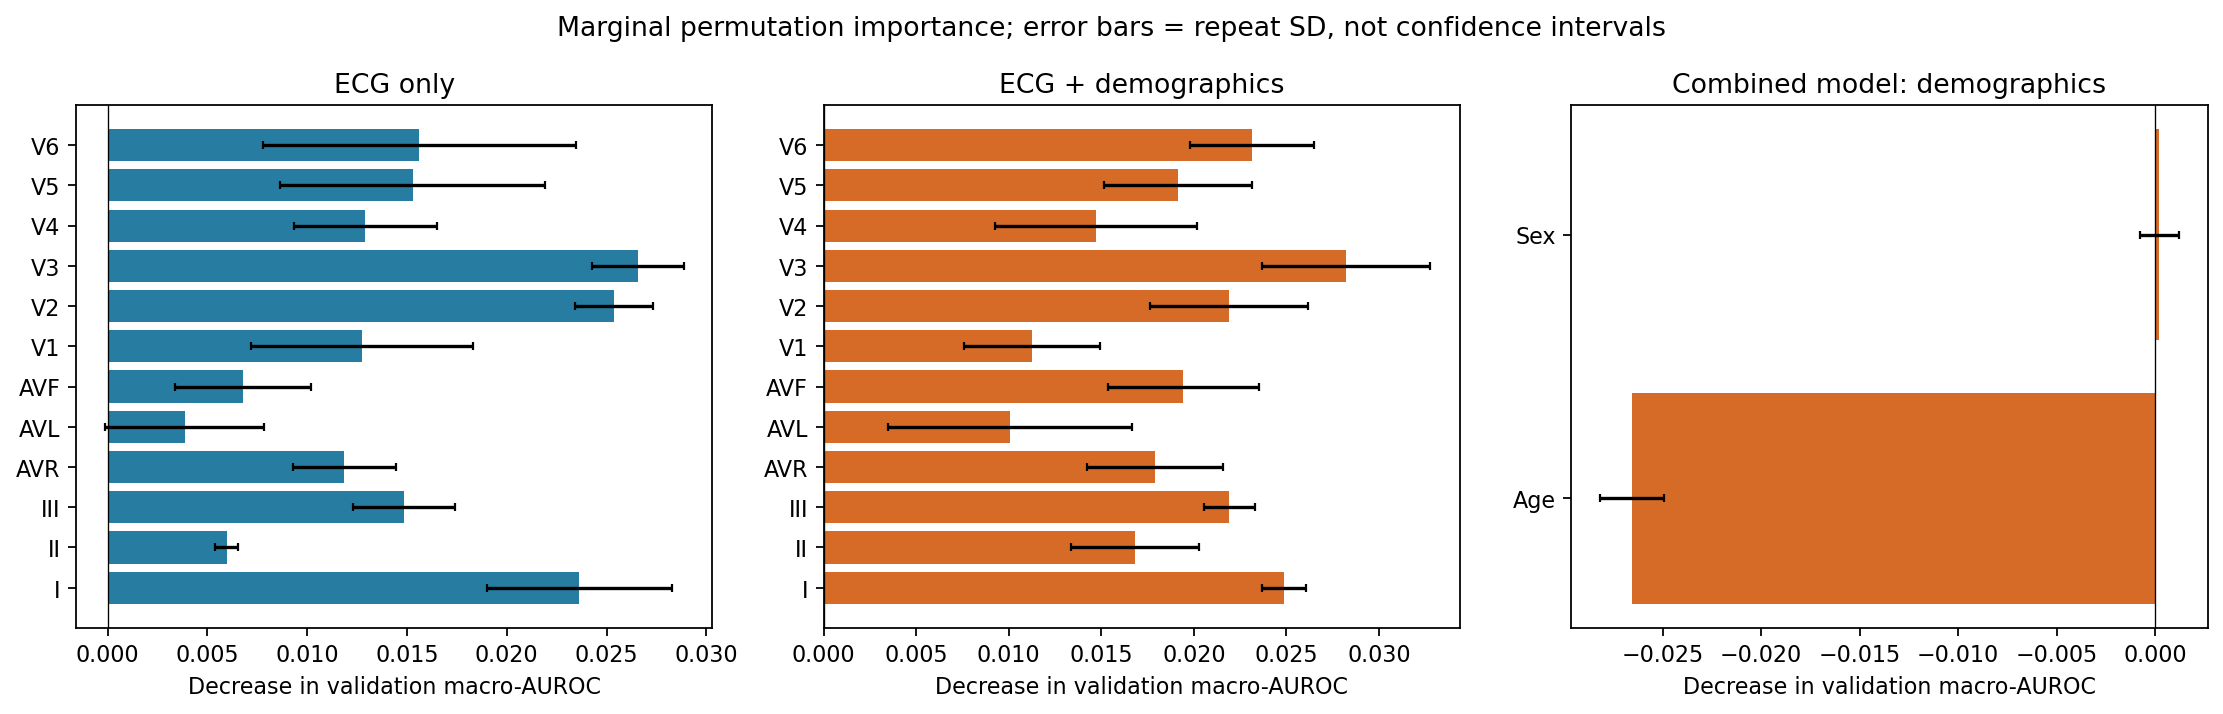 Marginal permutation importance; error bars = repeat SD, not confidence intervals
ECG only
V6
V5
V4
V3
V2
V1
AVF
AVL
AVR
III
II
I
0.000 0.005 0.010 0.015 0.020 0.025 0.030
Decrease in validation macro-AUROC
ECG + demographics
V6
V5
V4
V3
V2
V1
AVF
AVL
AVR
III
II
I
0.000 0.005 0.010 0.015 0.020 0.025 0.030
Decrease in validation macro-AUROC
Combined model: demographics
Sex
Age
−0.025 −0.020 −0.015 −0.010 −0.005 0.000
Decrease in validation macro-AUROC